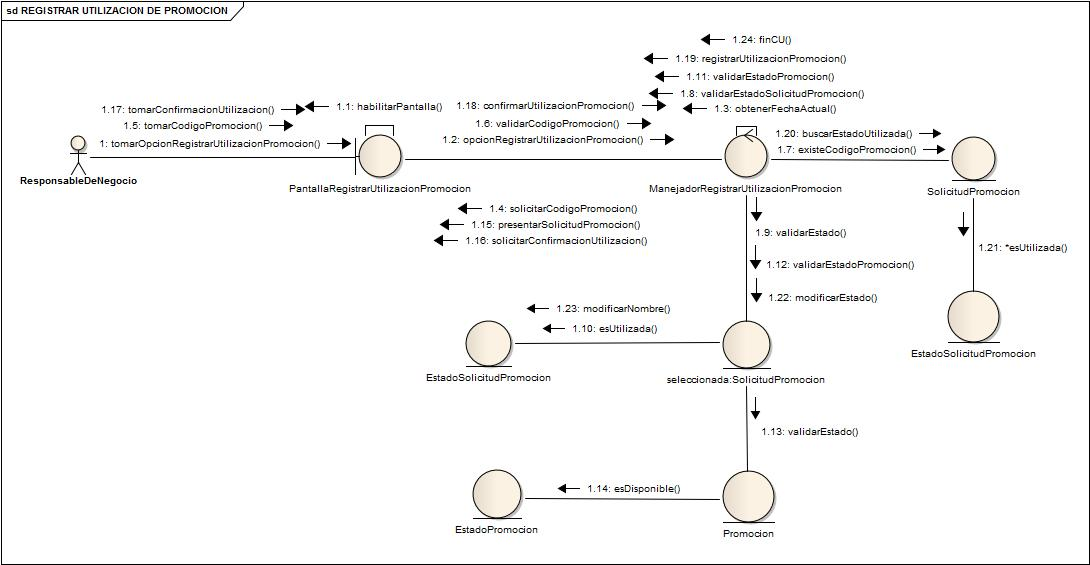 sd REGISTRAR UTILIZACION DE PROMOCION
1.24: finCU()
1.19: registrarUtilizacionPromocion()
1.11: validarEstadoPromocion()
1.8: validarEstadoSolicitudPromocion()
1.17: tomarConfirmacionUtilizacion()
1.1: habilitarPantalla()
1.18: confirmarUtilizacionPromocion()
1.3: obtenerFechaActual()
1.5: tomarCodigoPromocion()
1.6: validarCodigoPromocion()
1.20: buscarEstadoUtilizada()
1: tomarOpcionRegistrarUtilizacionPromocion()
1.2: opcionRegistrarUtilizacionPromocion()
1.7: existeCodigoPromocion()
ResponsableDeNegocio
PantallaRegistrarUtilizacionPromocion
ManejadorRegistrarUtilizacionPromocion
SolicitudPromocion
1.4: solicitarCodigoPromocion()
1.15: presentarSolicitudPromocion()
1.16: solicitarConfirmacionUtilizacion()
1.9: validarEstado()
1.21: *esUtilizada()
1.12: validarEstadoPromocion()
1.22: modificarEstado()
1.23: modificarNombre()
1.10: esUtilizada()
EstadoSolicitudPromocion
EstadoSolicitudPromocion
seleccionada:SolicitudPromocion
1.13: validarEstado()
1.14: esDisponible()
EstadoPromocion
Promocion